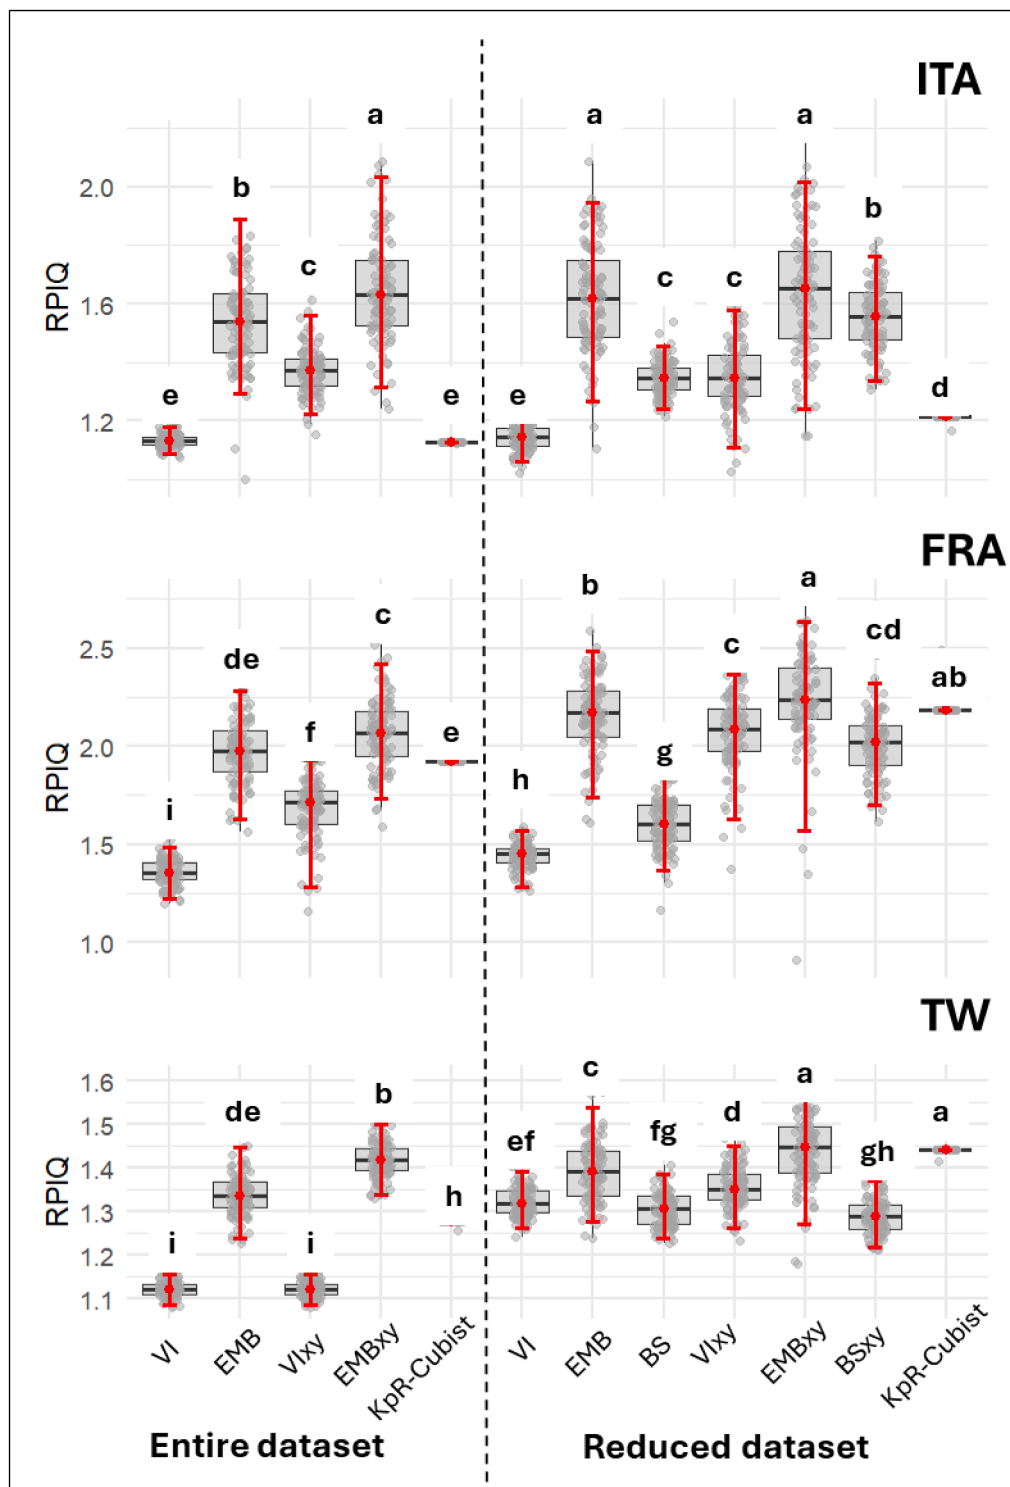 ITA
a
a
a
b
b
c
c
c
e
e
e
d
2.0
1.6
1.2
RPIQ
FRA
b
a
c
de
c
cd
ab
f
e
g
h
i
2.5
2.0
1.5
1.0
RPIQ
TW
c
a
b
de
d
a
ef
fg
gh
h
i
i
1.6
1.5
1.4
1.3
1.2
1.1
RPIQ
VI
EMB
VIxy
EMBxy
KpR-Cubist
VI
EMB
BS
VIxy
EMBxy
BSxy
KpR-Cubist
Entire dataset
Reduced dataset